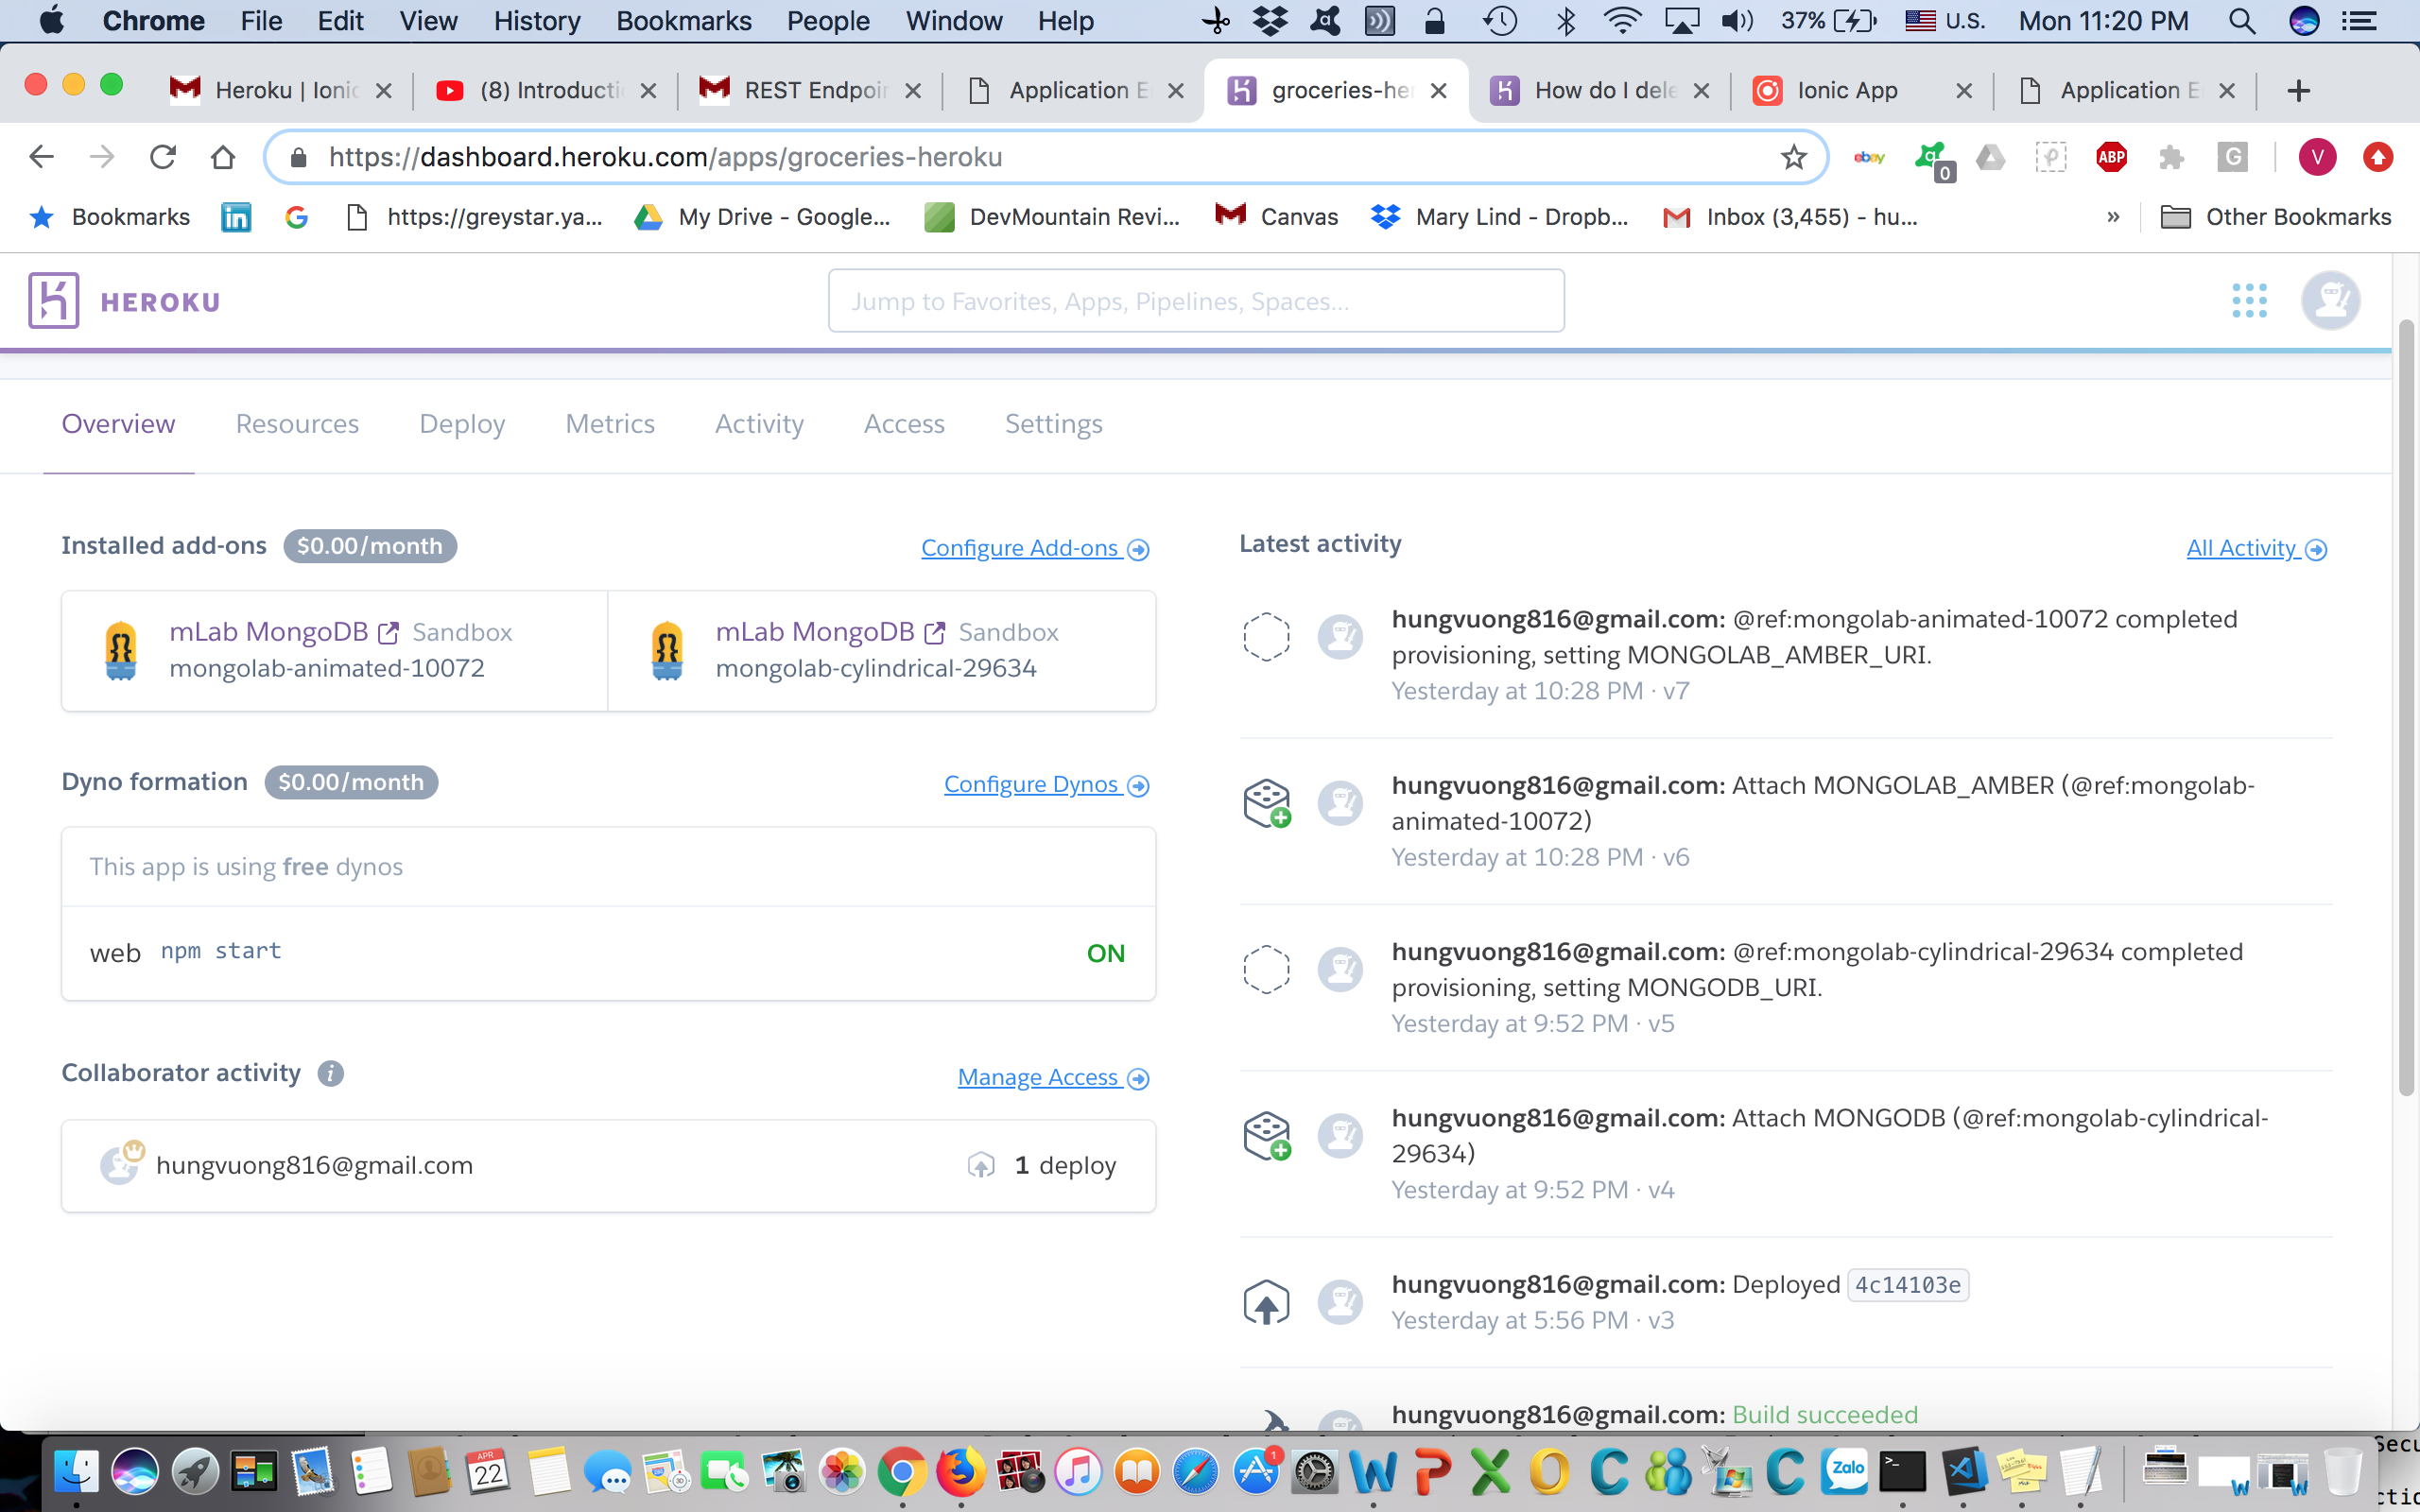 Chrome File Edit View History Bookmarks People Window Help 37% U.S. Mon 11:20 PM
Heroku | Ionic (8) Introducti REST Endpoin Application E groceries-her How do I dele Ionic App Application E
https://dashboard.heroku.com/apps/groceries-heroku ebay 0 ABP G V
Bookmarks in G https://greystar.ya... My Drive - Google... DevMountain Revi... Canvas Mary Lind - Dropb... Inbox (3,455) - hu... » Other Bookmarks
HEROKU Jump to Favorites, Apps, Pipelines, Spaces...
Overview Resources Deploy Metrics Activity Access Settings
Installed add-ons $0.00/month Configure Add-ons
mLab MongoDB Sandbox
mongolab-animated-10072
mLab MongoDB Sandbox
mongolab-cylindrical-29634
Dyno formation $0.00/month Configure Dynos
This app is using free dynos
web npm start ON
Collaborator activity i Manage Access
hungvuong816@gmail.com 1 deploy
Latest activity All Activity
hungvuong816@gmail.com: @ref:mongolab-animated-10072 completed
provisioning, setting MONGOLAB_AMBER_URI.
Yesterday at 10:28 PM · v7
hungvuong816@gmail.com: Attach MONGOLAB_AMBER (@ref:mongolab-
animated-10072)
Yesterday at 10:28 PM · v6
hungvuong816@gmail.com: @ref:mongolab-cylindrical-29634 completed
provisioning, setting MONGODB_URI.
Yesterday at 9:52 PM · v5
hungvuong816@gmail.com: Attach MONGODB (@ref:mongolab-cylindrical-
29634)
Yesterday at 9:52 PM · v4
hungvuong816@gmail.com: Deployed 4c14103e
Yesterday at 5:56 PM · v3
hungvuong816@gmail.com: Build succeeded
APR
22
1
Zalo